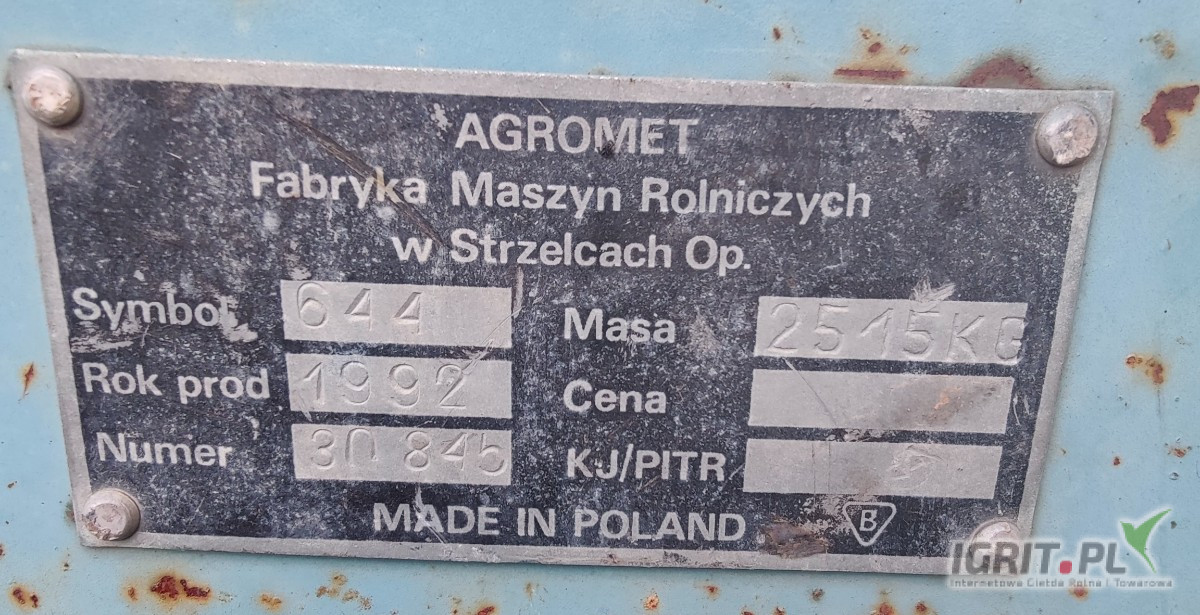 AGROMET
Fabryka Maszyn Rolniczych
w Strzelcach Op.
Symbol 644 Masa 2515KG
Rok prod 1992 Cena
Numer 30 845 KJ/PITR
MADE IN POLAND B
IGRIT.PL
Internetowa Giełda Rolna i Towarowa